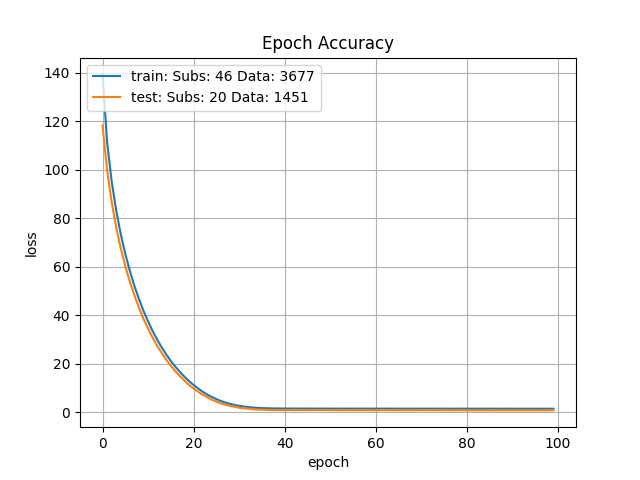 Epoch Accuracy
train: Subs: 46 Data: 3677
test: Subs: 20 Data: 1451
140
120
100
80
60
40
20
0
loss
0 20 40 60 80 100
epoch